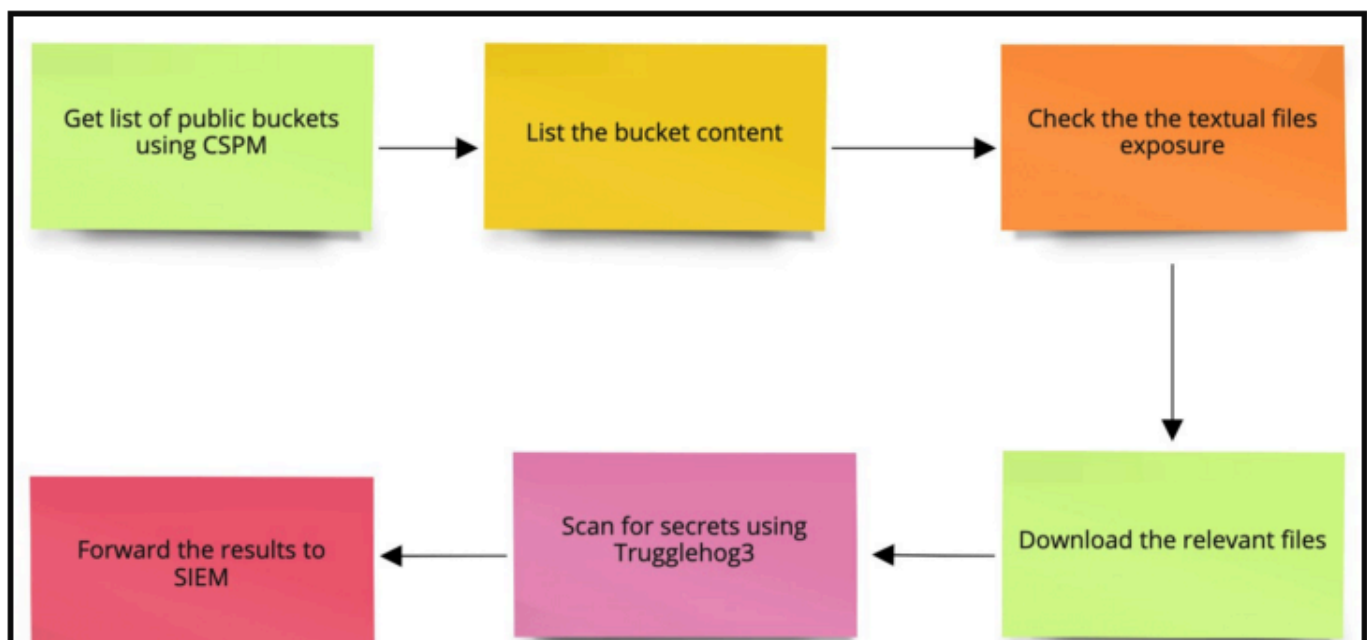 Get list of public buckets
using CSPM
List the bucket content
Check the the textual files
exposure
Download the relevant files
Scan for secrets using
Trugglehog3
Forward the results to
SIEM